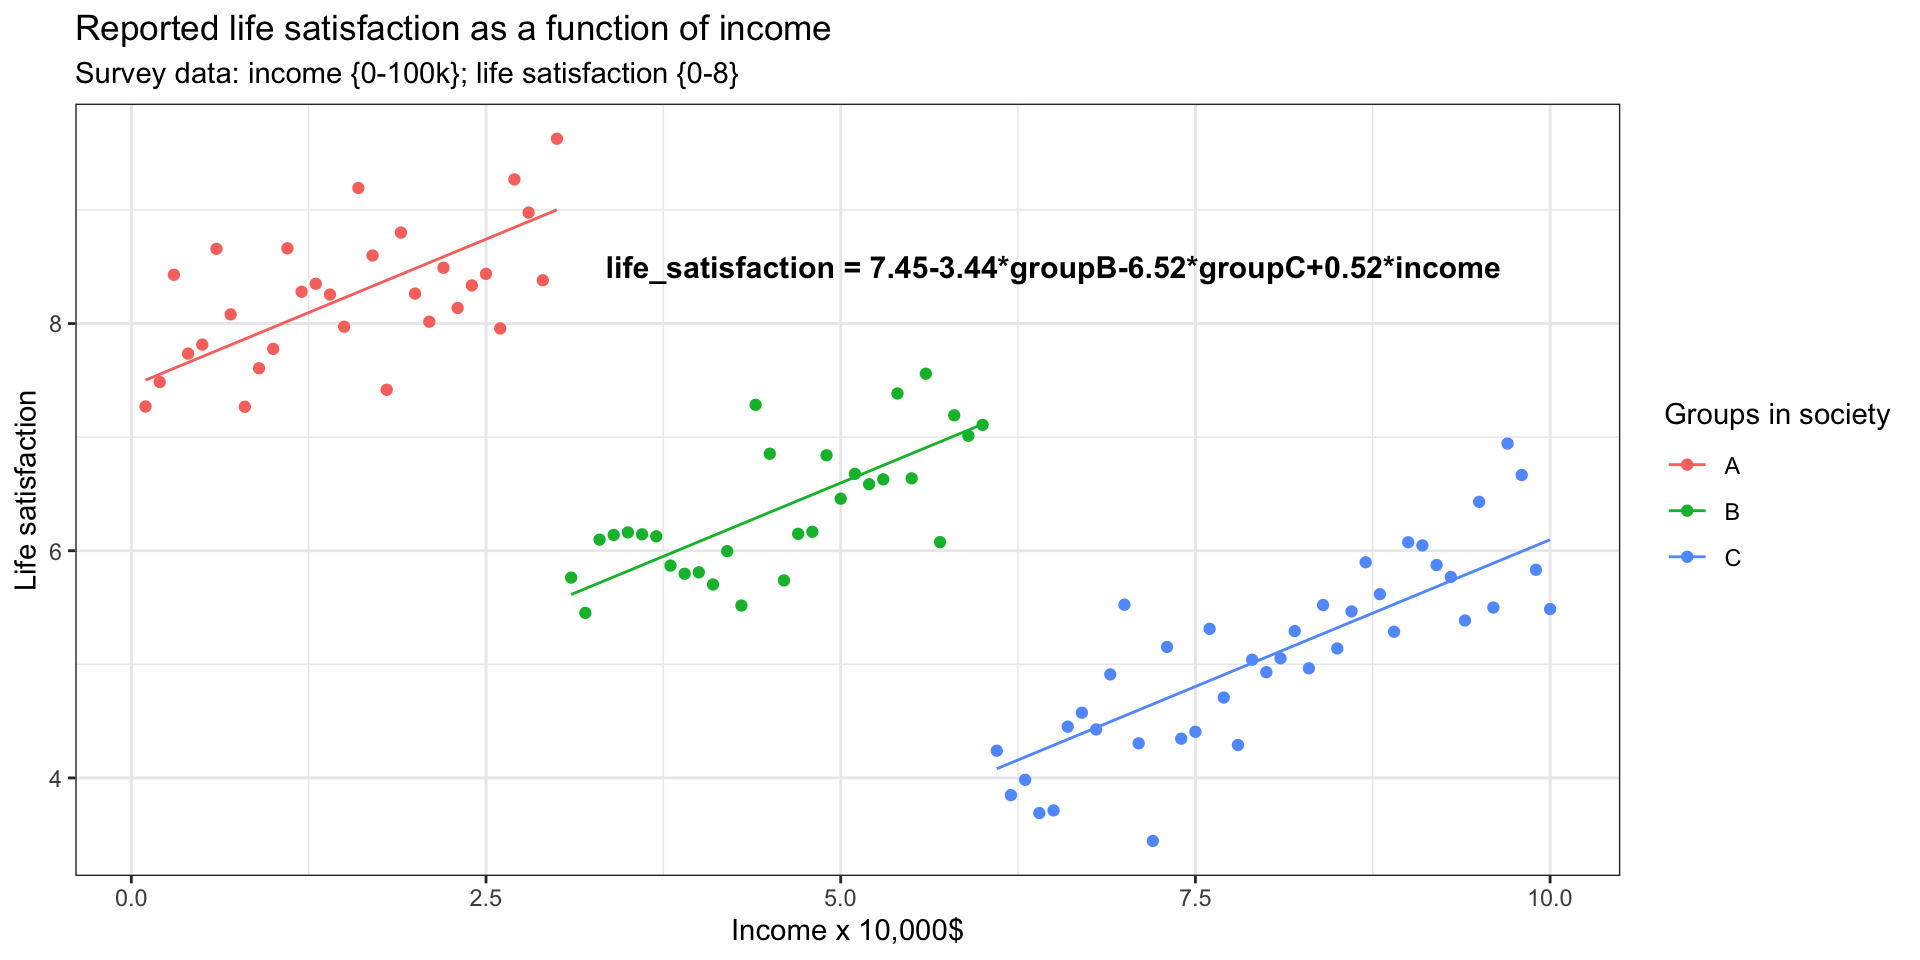 Reported life satisfaction as a function of income
Survey data: income {0-100k}; life satisfaction {0-8}
life_satisfaction = 7.45-3.44*groupB-6.52*groupC+0.52*income
8
6
4
Life satisfaction
0.0 2.5 5.0 7.5 10.0
Income x 10,000$
Groups in society
A
B
C